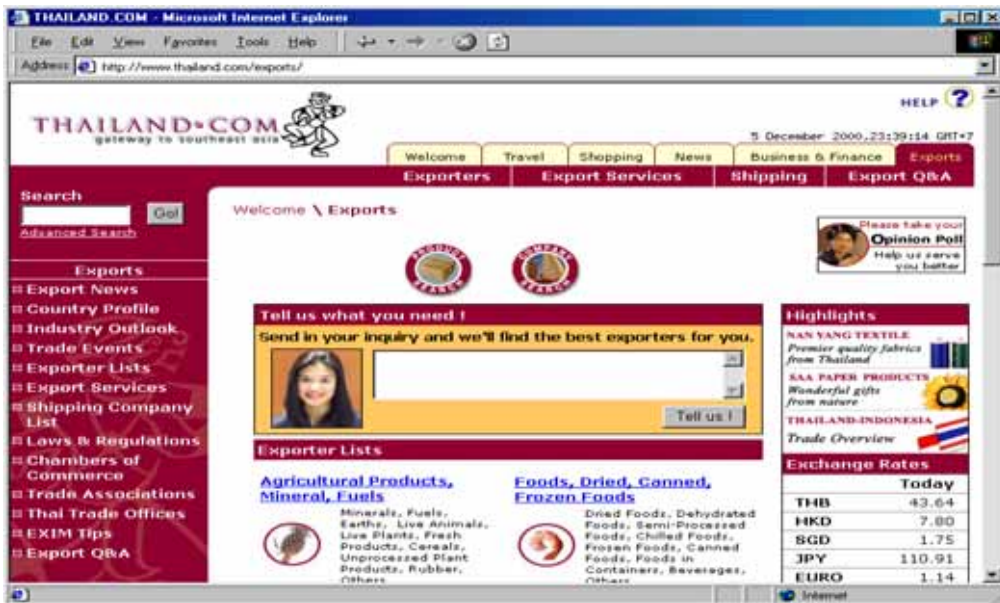 THAILAND.COM - Microsoft Internet Explorer
File Edit View Favorites Tools Help
Address http://www.thailand.com/exports/
THAILAND•COM
gateway to southeast asia
HELP ?
5 December 2000,23:39:14 GMT+7
Welcome Travel Shopping News Business & Finance Exports
Exporters Export Services Shipping Export Q&A
Search
Go!
Advanced Search
Exports
Export News
Country Profile
Industry Outlook
Trade Events
Exporter Lists
Export Services
Shipping Company
List
Laws & Regulations
Chambers of
Commerce
Trade Associations
Thai Trade Offices
EXIM Tips
Export Q&A
Welcome \ Exports
PRODUCT SEARCH
COMPANY SEARCH
Please take your
Opinion Poll
Help us serve
you better
Tell us what you need !
Send in your inquiry and we'll find the best exporters for you.
Tell us !
Exporter Lists
Agricultural Products,
Mineral, Fuels
Minerals, Fuels,
Earths, Live Animals,
Live Plants, Fresh
Products, Cereals,
Unprocessed Plant
Products, Rubber,
Others
Foods, Dried, Canned,
Frozen Foods
Dried Foods, Dehydrated
Foods, Semi-Processed
Foods, Chilled Foods,
Frozen Foods, Canned
Foods, Foods in
Containers, Beverages,
Others
Highlights
NAN YANG TEXTILE
Premier quality fabrics
from Thailand
SAA PAPER PRODUCTS
Wonderful gifts
from nature
THAILAND-INDONESIA
Trade Overview
Exchange Rates
Today
THB 43.64
HKD 7.80
SGD 1.75
JPY 110.91
EURO 1.14
Internet